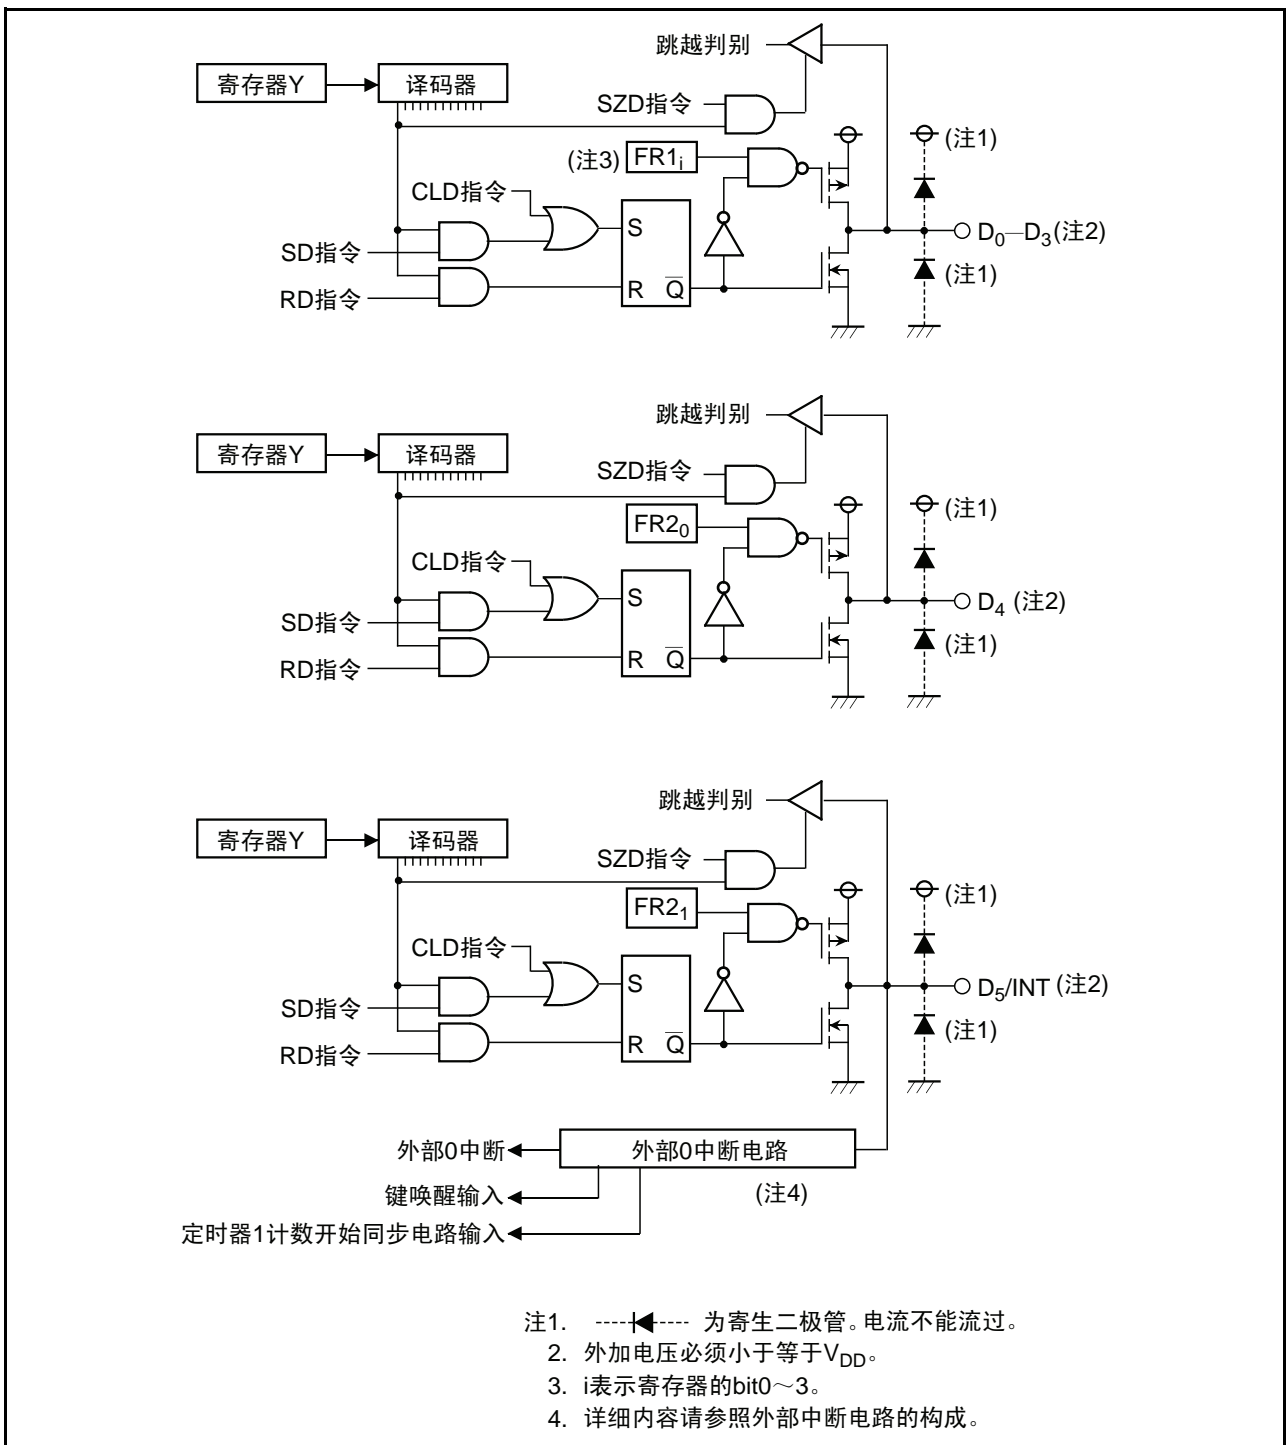 跳越判别
寄存器Y
译码器
SZD指令
(注1)
(注3)
FR1i
CLD指令
S
D0—D3(注2)
SD指令
(注1)
RD指令
R
Q̅
跳越判别
寄存器Y
译码器
SZD指令
(注1)
FR20
CLD指令
S
D4 (注2)
SD指令
(注1)
RD指令
R
Q̅
跳越判别
寄存器Y
译码器
SZD指令
(注1)
FR21
CLD指令
S
D5/INT (注2)
SD指令
(注1)
RD指令
R
Q̅
外部0中断
外部0中断电路
键唤醒输入
(注4)
定时器1计数开始同步电路输入
注1. 为寄生二极管。电流不能流过。
2. 外加电压必须小于等于VDD。
3. i表示寄存器的bit0～3。
4. 详细内容请参照外部中断电路的构成。